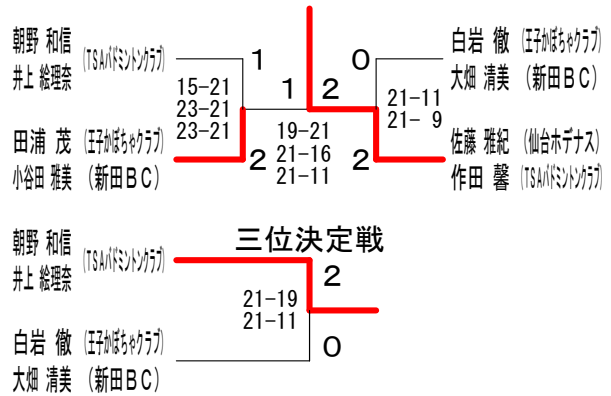 朝野 和信 (TSAバドミントンクラブ)
井上 絵理奈
1
15-21
23-21
23-21
田浦 茂 (王子かぼちゃクラブ)
小谷田 雅美 (新田BC)
2
1 2
19-21
21-16
21-11
0
21-11
21- 9
2
白岩 徹 (王子かぼちゃクラブ)
大畑 清美 (新田BC)
佐藤 雅紀 (仙台ホデナス)
作田 馨 (TSAバドミントンクラブ)
三位決定戦
朝野 和信 (TSAバドミントンクラブ)
井上 絵理奈
2
21-19
21-11
0
白岩 徹 (王子かぼちゃクラブ)
大畑 清美 (新田BC)